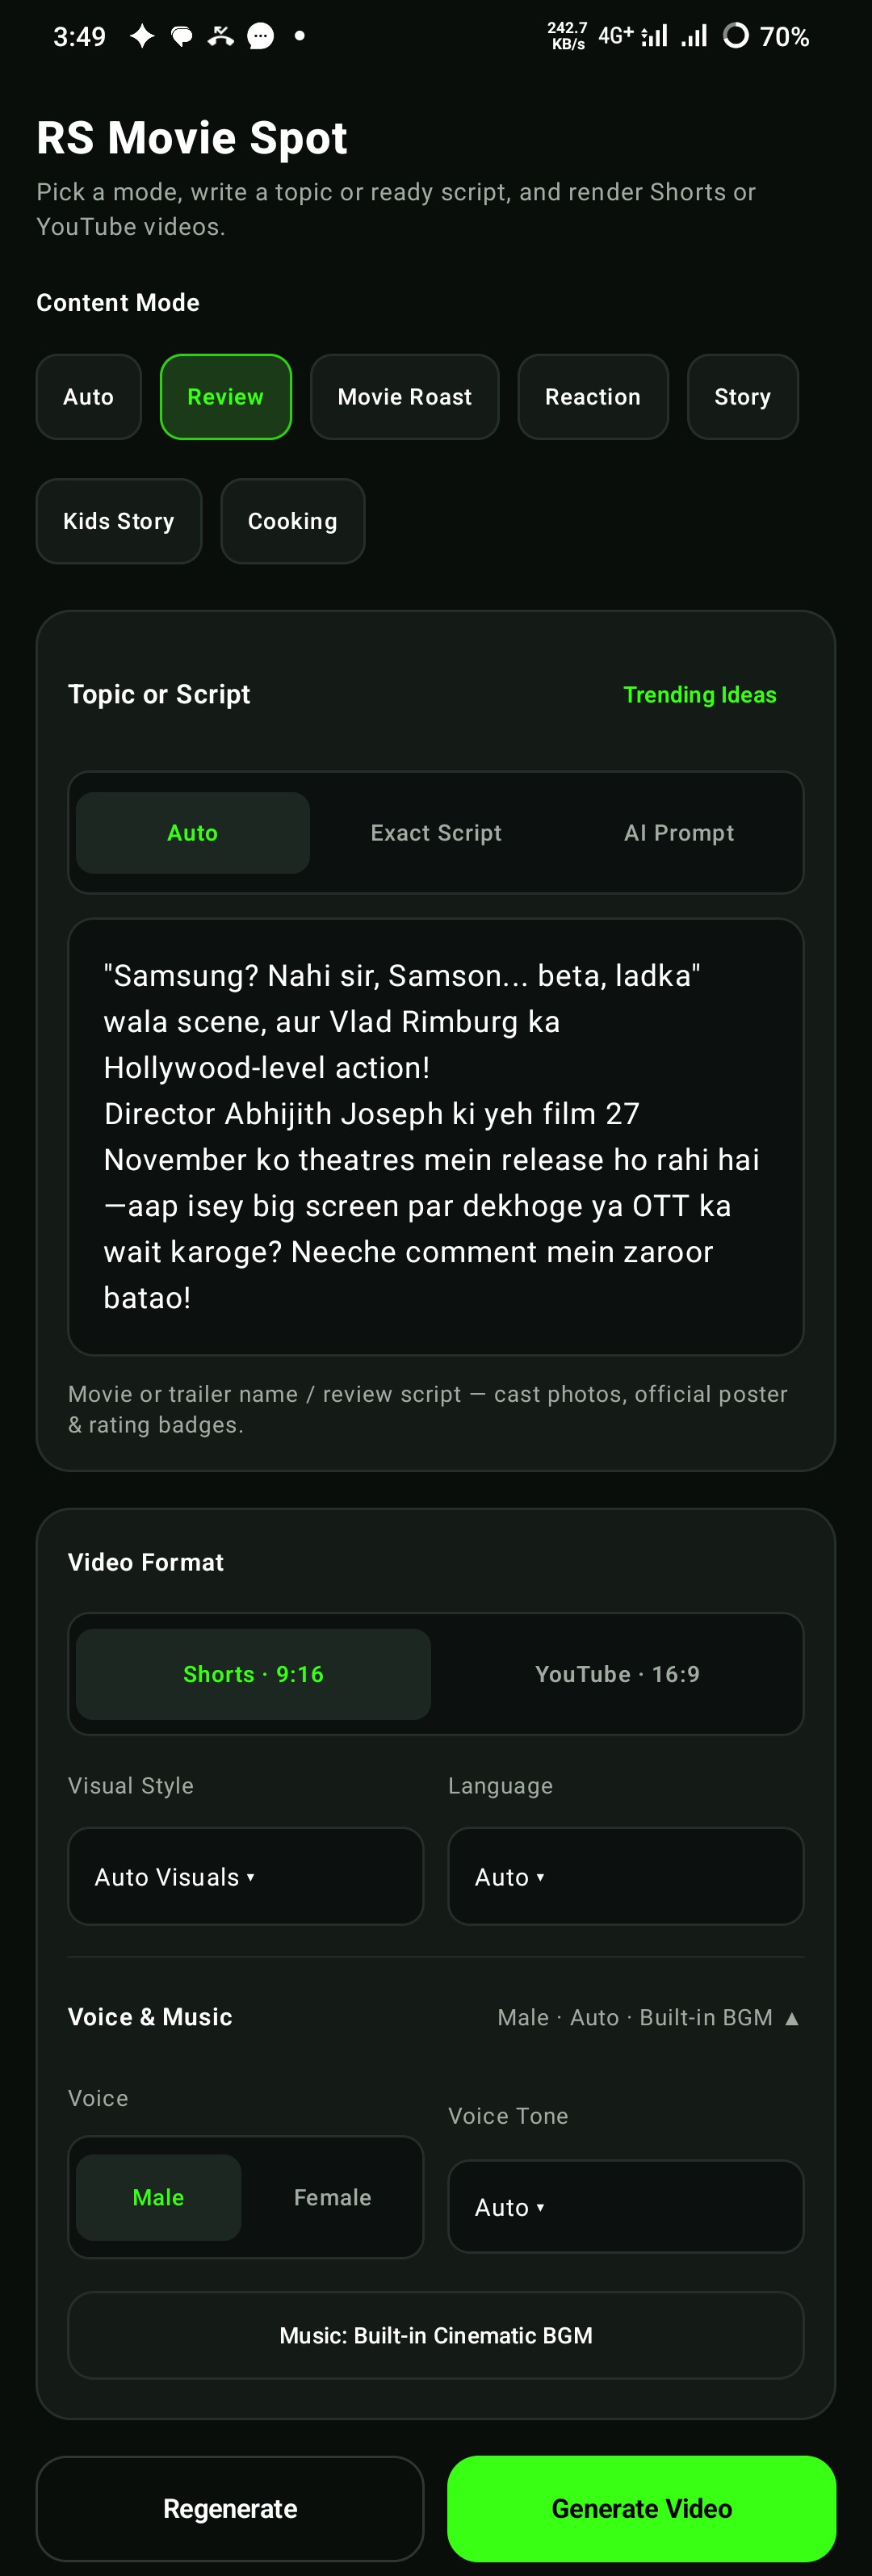 3:49
242.7 KB/s 4G+ 70%
RS Movie Spot
Pick a mode, write a topic or ready script, and render Shorts or
YouTube videos.
Content Mode
Auto Review Movie Roast Reaction Story
Kids Story Cooking
Topic or Script Trending Ideas
Auto Exact Script AI Prompt
"Samsung? Nahi sir, Samson... beta, ladka"
wala scene, aur Vlad Rimburg ka
Hollywood-level action!
Director Abhijith Joseph ki yeh film 27
November ko theatres mein release ho rahi hai
—aap isey big screen par dekhoge ya OTT ka
wait karoge? Neeche comment mein zaroor
batao!
Movie or trailer name / review script — cast photos, official poster
& rating badges.
Video Format
Shorts · 9:16 YouTube · 16:9
Visual Style Language
Auto Visuals ▾ Auto ▾
Voice & Music Male · Auto · Built-in BGM ▲
Voice Voice Tone
Male Female Auto ▾
Music: Built-in Cinematic BGM
Regenerate Generate Video